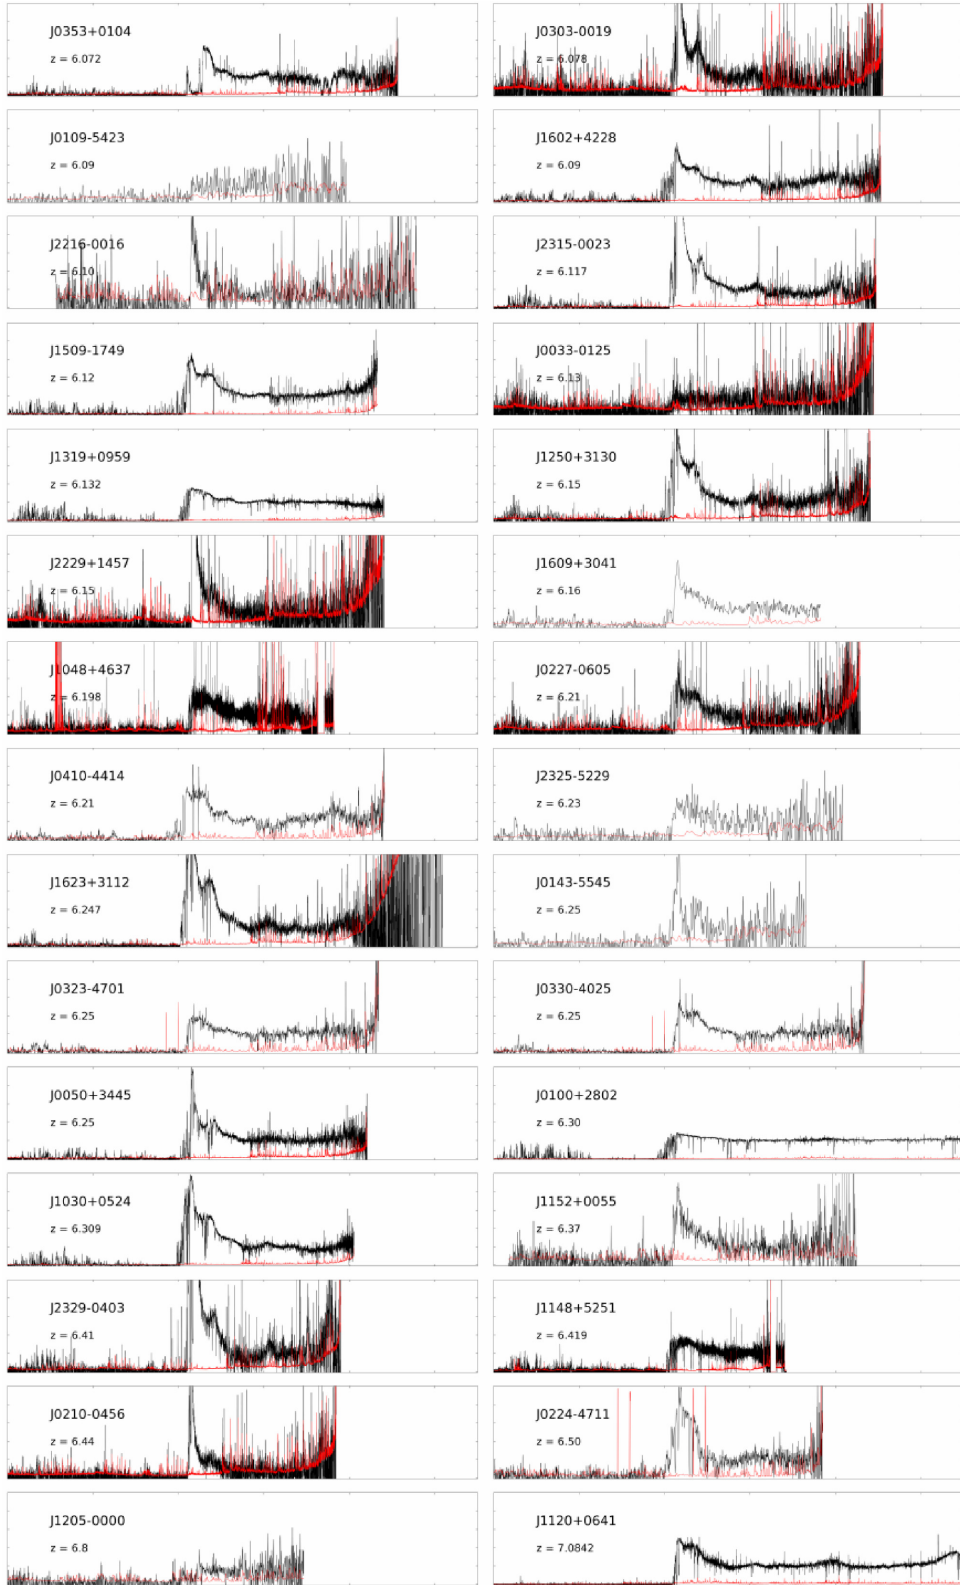 J0353+0104
z = 6.072
J0303-0019
z = 6.078
J0109-5423
z = 6.09
J1602+4228
z = 6.09
J2216-0016
z = 6.10
J2315-0023
z = 6.117
J1509-1749
z = 6.12
J0033-0125
z = 6.13
J1319+0959
z = 6.132
J1250+3130
z = 6.15
J2229+1457
z = 6.15
J1609+3041
z = 6.16
J1048+4637
z = 6.198
J0227-0605
z = 6.21
J0410-4414
z = 6.21
J2325-5229
z = 6.23
J1623+3112
z = 6.247
J0143-5545
z = 6.25
J0323-4701
z = 6.25
J0330-4025
z = 6.25
J0050+3445
z = 6.25
J0100+2802
z = 6.30
J1030+0524
z = 6.309
J1152+0055
z = 6.37
J2329-0403
z = 6.41
J1148+5251
z = 6.419
J0210-0456
z = 6.44
J0224-4711
z = 6.50
J1205-0000
z = 6.8
J1120+0641
z = 7.0842